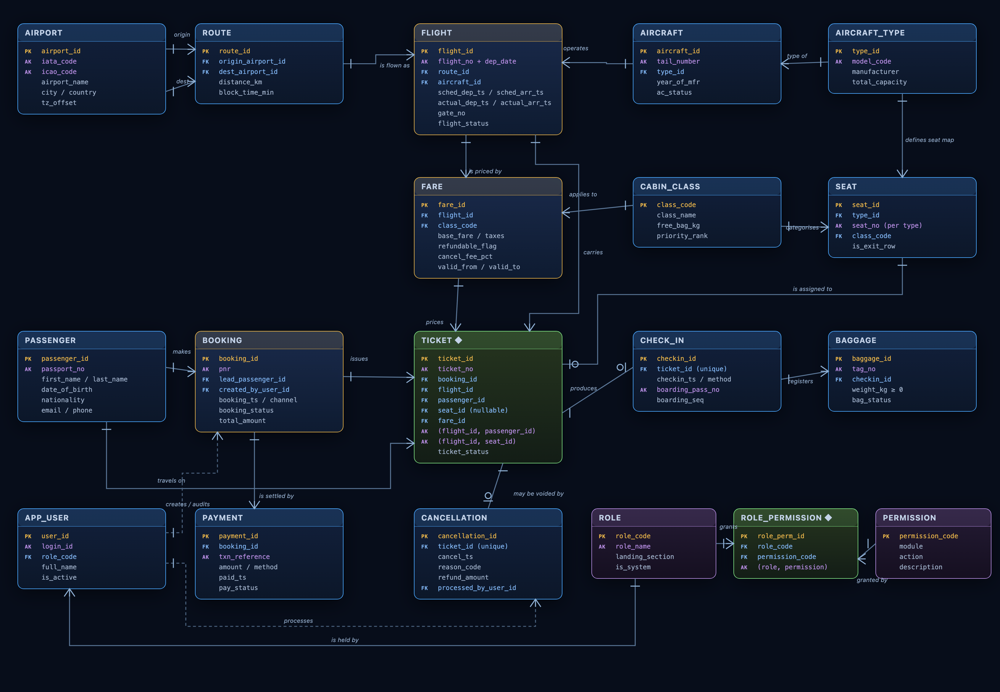 AIRPORT
PK airport_id
AK iata_code
AK icao_code
airport_name
city / country
tz_offset
origin
dest
ROUTE
PK route_id
FK origin_airport_id
FK dest_airport_id
distance_km
block_time_min
is flown as
FLIGHT
PK flight_id
AK flight_no + dep_date
FK route_id
FK aircraft_id
sched_dep_ts / sched_arr_ts
actual_dep_ts / actual_arr_ts
gate_no
flight_status
operates
AIRCRAFT
PK aircraft_id
AK tail_number
FK type_id
year_of_mfr
ac_status
type of
AIRCRAFT_TYPE
PK type_id
AK model_code
manufacturer
total_capacity
defines seat map
is priced by
FARE
PK fare_id
FK flight_id
FK class_code
base_fare / taxes
refundable_flag
cancel_fee_pct
valid_from / valid_to
applies to
carries
CABIN_CLASS
PK class_code
class_name
free_bag_kg
priority_rank
categorises
SEAT
PK seat_id
FK type_id
AK seat_no (per type)
FK class_code
is_exit_row
is assigned to
prices
PASSENGER
PK passenger_id
AK passport_no
first_name / last_name
date_of_birth
nationality
email / phone
makes
BOOKING
PK booking_id
AK pnr
FK lead_passenger_id
FK created_by_user_id
booking_ts / channel
booking_status
total_amount
issues
TICKET ◆
PK ticket_id
AK ticket_no
FK booking_id
FK flight_id
FK passenger_id
FK seat_id (nullable)
FK fare_id
AK (flight_id, passenger_id)
AK (flight_id, seat_id)
ticket_status
produces
CHECK_IN
PK checkin_id
FK ticket_id (unique)
checkin_ts / method
AK boarding_pass_no
boarding_seq
registers
BAGGAGE
PK baggage_id
AK tag_no
FK checkin_id
weight_kg ≥ 0
bag_status
travels on
is settled by
may be voided by
creates / audits
APP_USER
PK user_id
AK login_id
FK role_code
full_name
is_active
PAYMENT
PK payment_id
FK booking_id
AK txn_reference
amount / method
paid_ts
pay_status
CANCELLATION
PK cancellation_id
FK ticket_id (unique)
cancel_ts
reason_code
refund_amount
FK processed_by_user_id
ROLE
PK role_code
AK role_name
landing_section
is_system
grants
ROLE_PERMISSION ◆
PK role_perm_id
FK role_code
FK permission_code
AK (role, permission)
granted by
PERMISSION
PK permission_code
module
action
description
processes
is held by